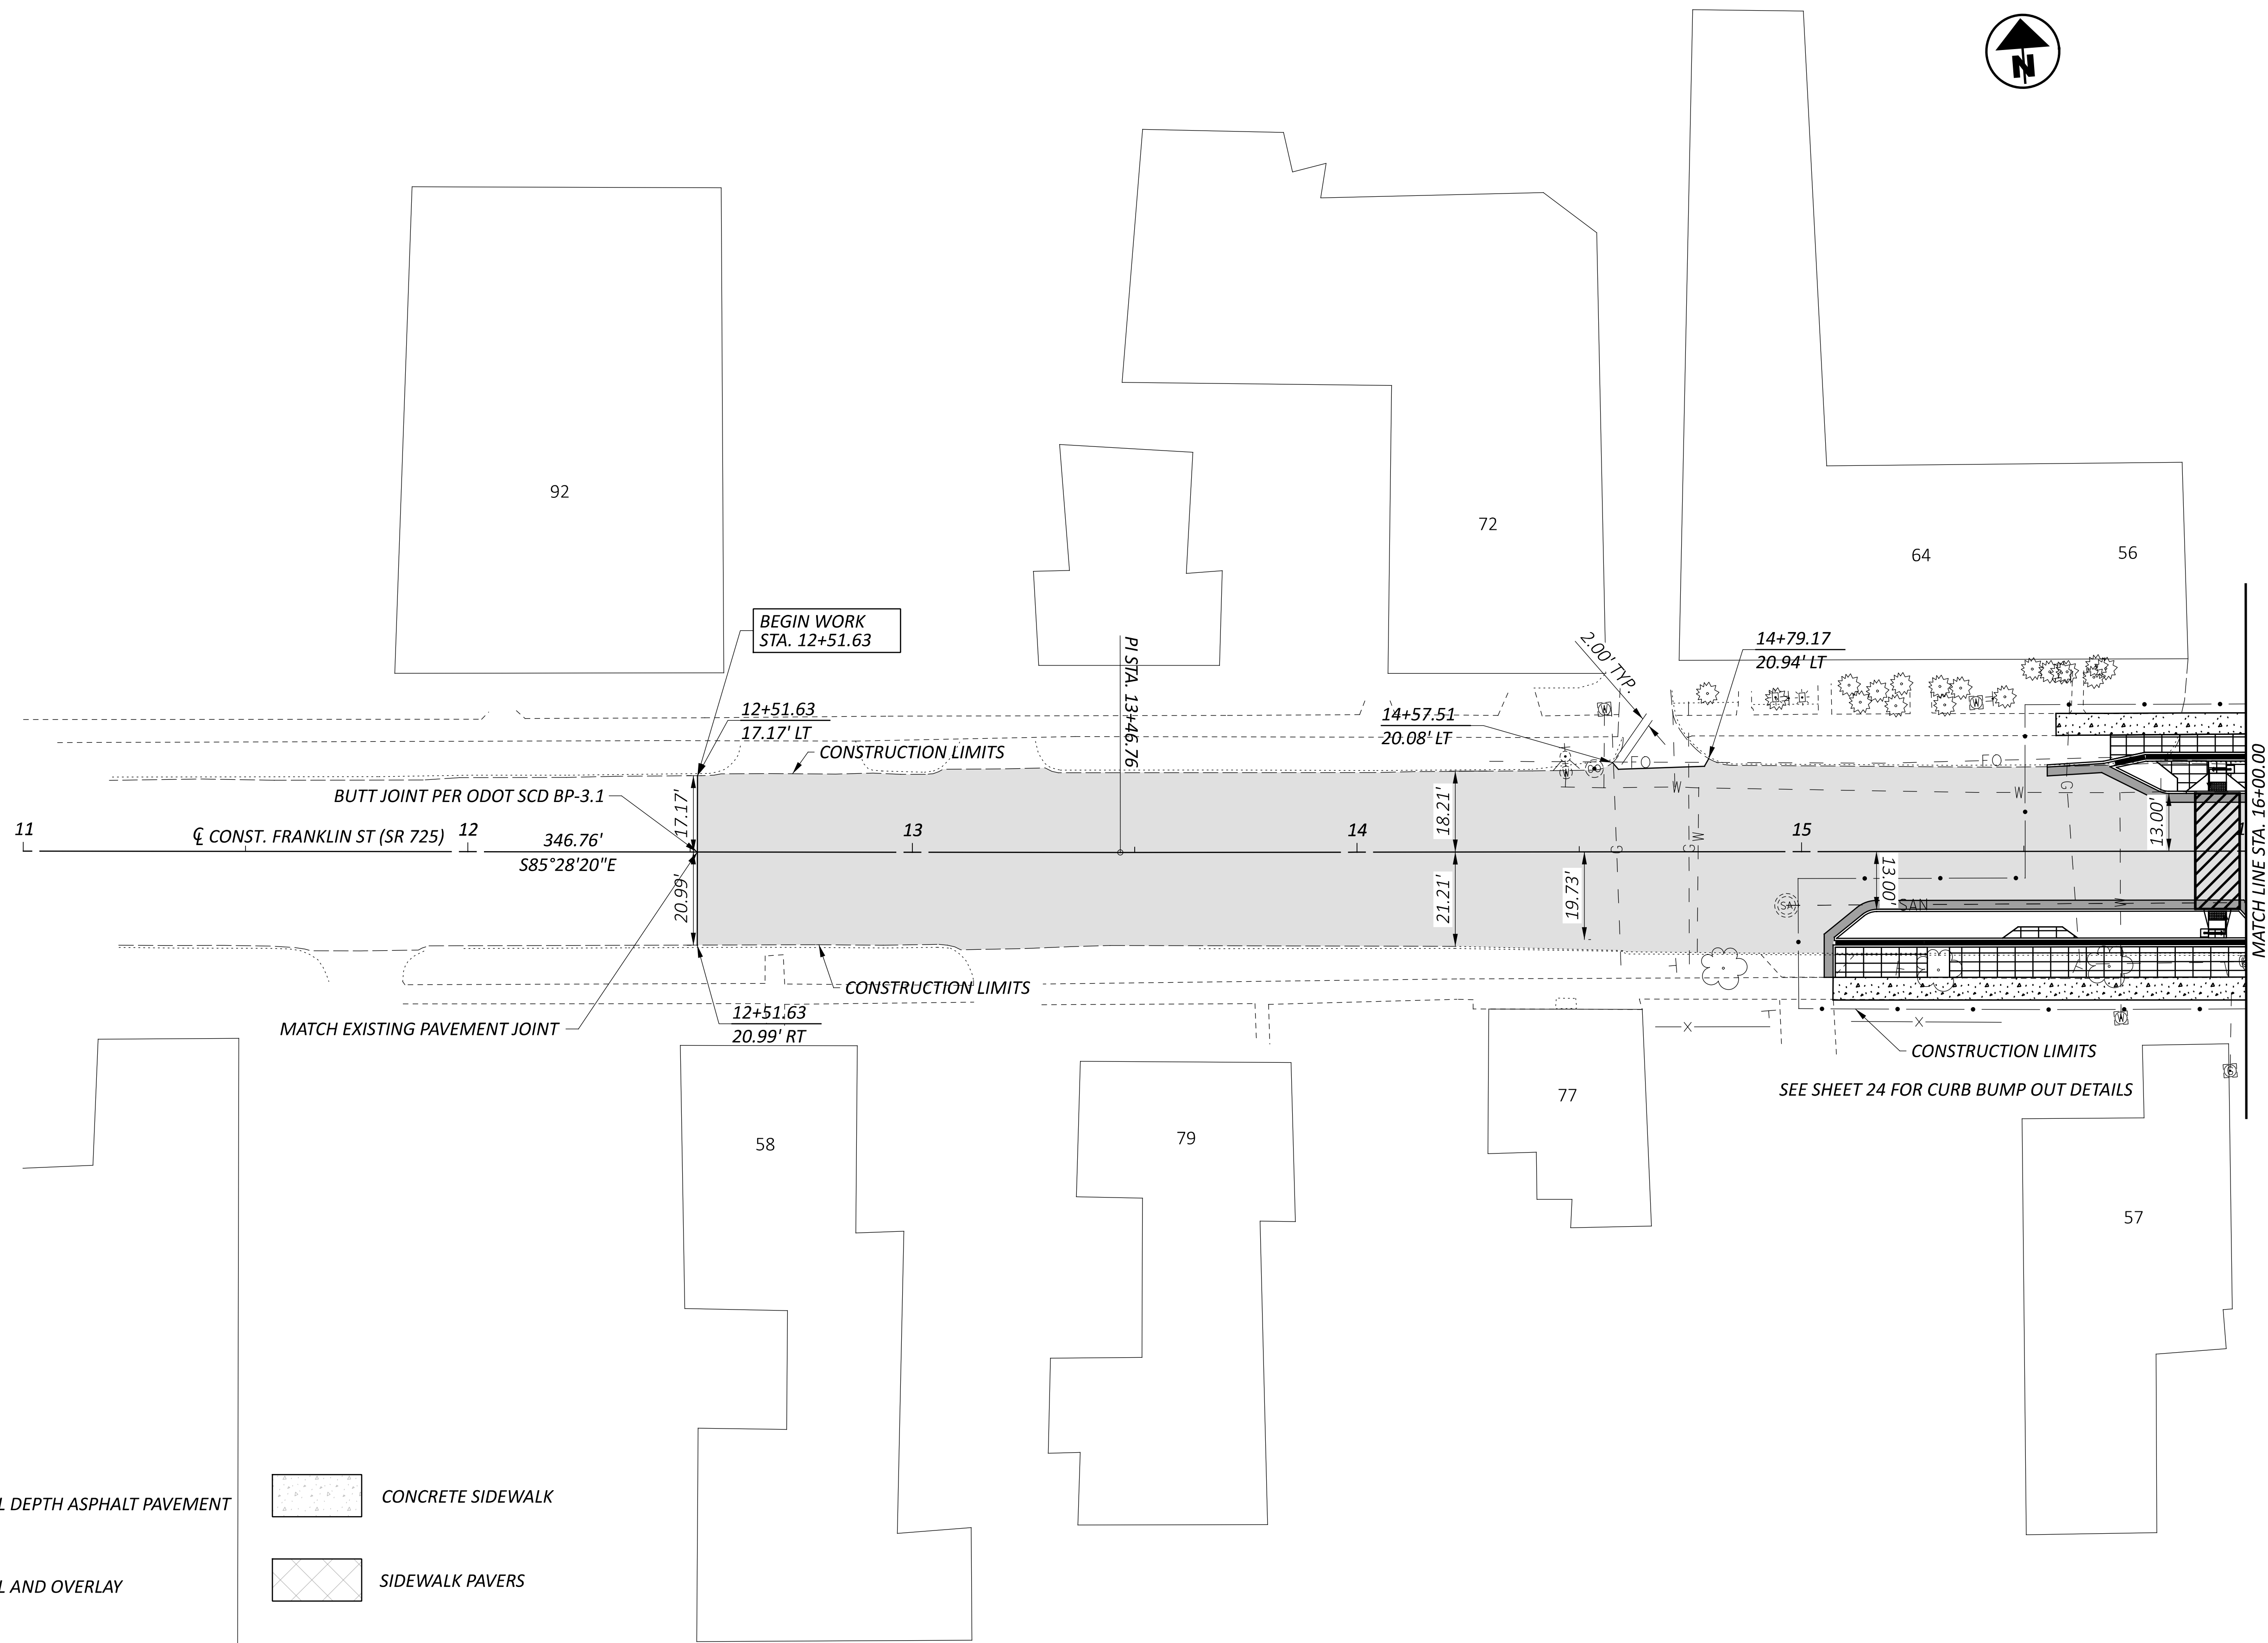 N
92
72
64
56
BEGIN WORK
STA. 12+51.63
PI STA. 13+46.76
2.00' TYP.
14+79.17
20.94' LT
12+51.63
17.17' LT
14+57.51
20.08' LT
CONSTRUCTION LIMITS
W
W
FO
FO
W
W
G
BUTT JOINT PER ODOT SCD BP-3.1
17.17'
18.21'
13.00'
11
℄ CONST. FRANKLIN ST (SR 725)
12
346.76'
S85°28'20"E
13
14
15
G
G
W
20.99'
21.21'
19.73'
13.00'
SA
SAN
W
MATCH LINE STA. 16+00.00
CONSTRUCTION LIMITS
MATCH EXISTING PAVEMENT JOINT
12+51.63
20.99' RT
X
X
W
CONSTRUCTION LIMITS
SEE SHEET 24 FOR CURB BUMP OUT DETAILS
G
58
79
77
57
L DEPTH ASPHALT PAVEMENT
CONCRETE SIDEWALK
L AND OVERLAY
SIDEWALK PAVERS